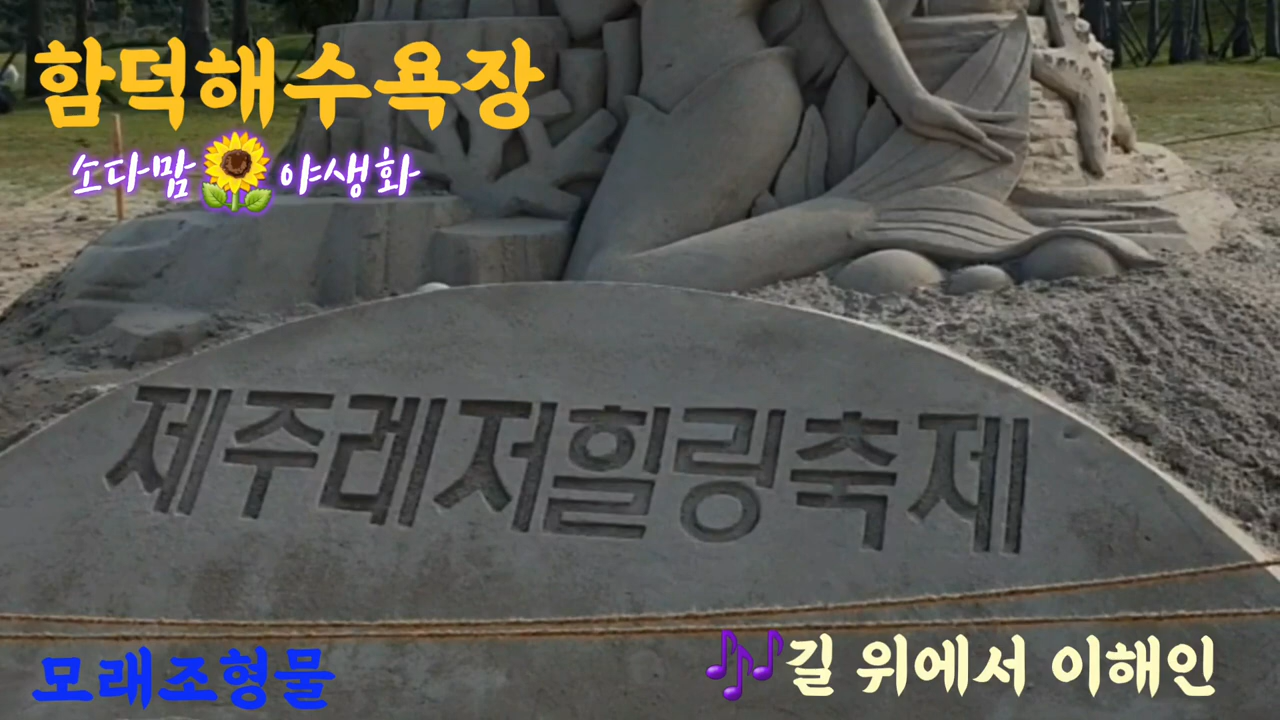 함덕해수욕장
소다맘🌻야생화
제주레저힐링축제
모래조형물
🎶길 위에서 이해인